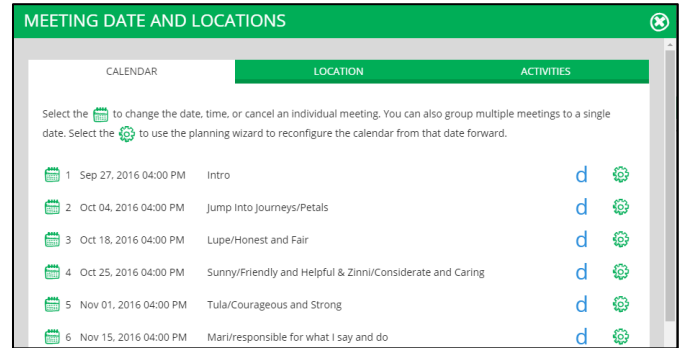 MEETING DATE AND LOCATIONS
CALENDAR LOCATION ACTIVITIES
Select the to change the date, time, or cancel an individual meeting. You can also group multiple meetings to a single
date. Select the to use the planning wizard to reconfigure the calendar from that date forward.
1 Sep 27, 2016 04:00 PM Intro d
2 Oct 04, 2016 04:00 PM Jump Into Journeys/Petals d
3 Oct 18, 2016 04:00 PM Lupe/Honest and Fair d
4 Oct 25, 2016 04:00 PM Sunny/Friendly and Helpful & Zinni/Considerate and Caring d
5 Nov 01, 2016 04:00 PM Tula/Courageous and Strong d
6 Nov 15, 2016 04:00 PM Mari/responsible for what I say and do d